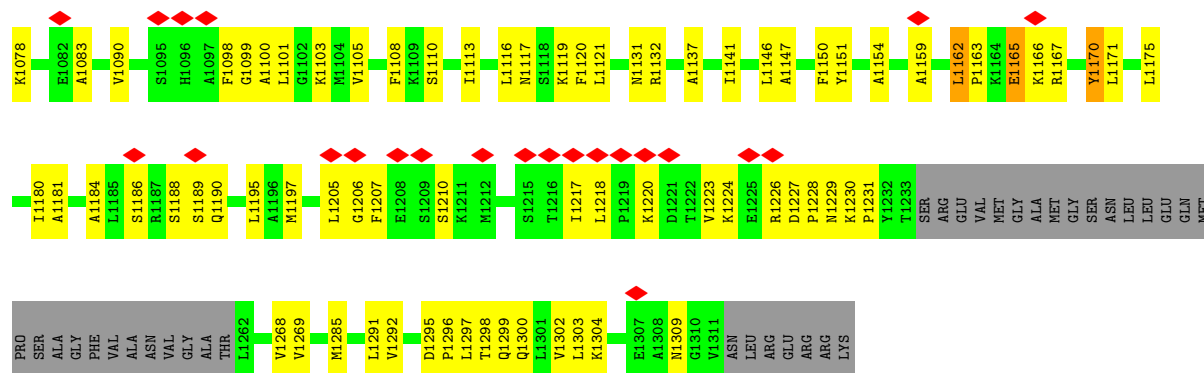 K1078 E1082 A1083 V1090 S1095 H1096 A1097 F1098 G1099 A1100 L1101 G1102 K1103 M1104 V1105 F1108 K1109 S1110 I1113 L1116 N1117 S1118 K1119 F1120 L1121 N1131 R1132 A1137 I1141 L1146 A1147 F1150 Y1151 A1154 A1159 L1162 P1163 K1164 E1165 K1166 R1167 Y1170 L1171 L1175
I1180 A1181 A1184 L1185 S1186 R1187 S1188 S1189 Q1190 L1195 A1196 M1197 L1205 G1206 F1207 E1208 S1209 S1210 K1211 M1212 S1215 T1216 I1217 L1218 P1219 K1220 D1221 T1222 V1223 K1224 E1225 R1226 D1227 P1228 N1229 K1230 P1231 Y1232 T1233 SER ARG GLU VAL MET GLY ALA MET GLY SER ASN LEU LEU GLU GLN MET
PRO SER ALA GLY PHE VAL ALA ASN VAL GLY ALA THR L1262 V1268 V1269 M1285 L1291 V1292 D1295 P1296 L1297 T1298 Q1299 Q1300 L1301 V1302 L1303 K1304 E1307 A1308 N1309 G1310 V1311 ASN LEU ARG GLU ARG ARG LYS